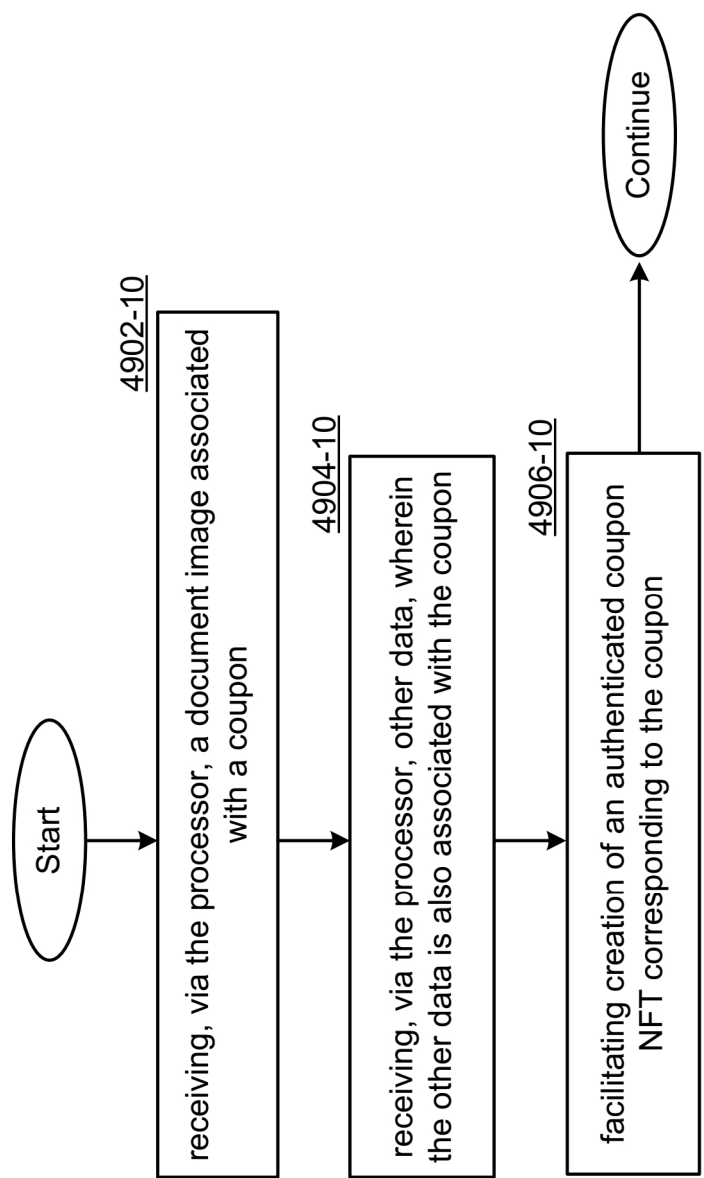 Start
4902-10
receiving, via the processor, a document image associated
with a coupon
4904-10
receiving, via the processor, other data, wherein
the other data is also associated with the coupon
4906-10
facilitating creation of an authenticated coupon
NFT corresponding to the coupon
Continue